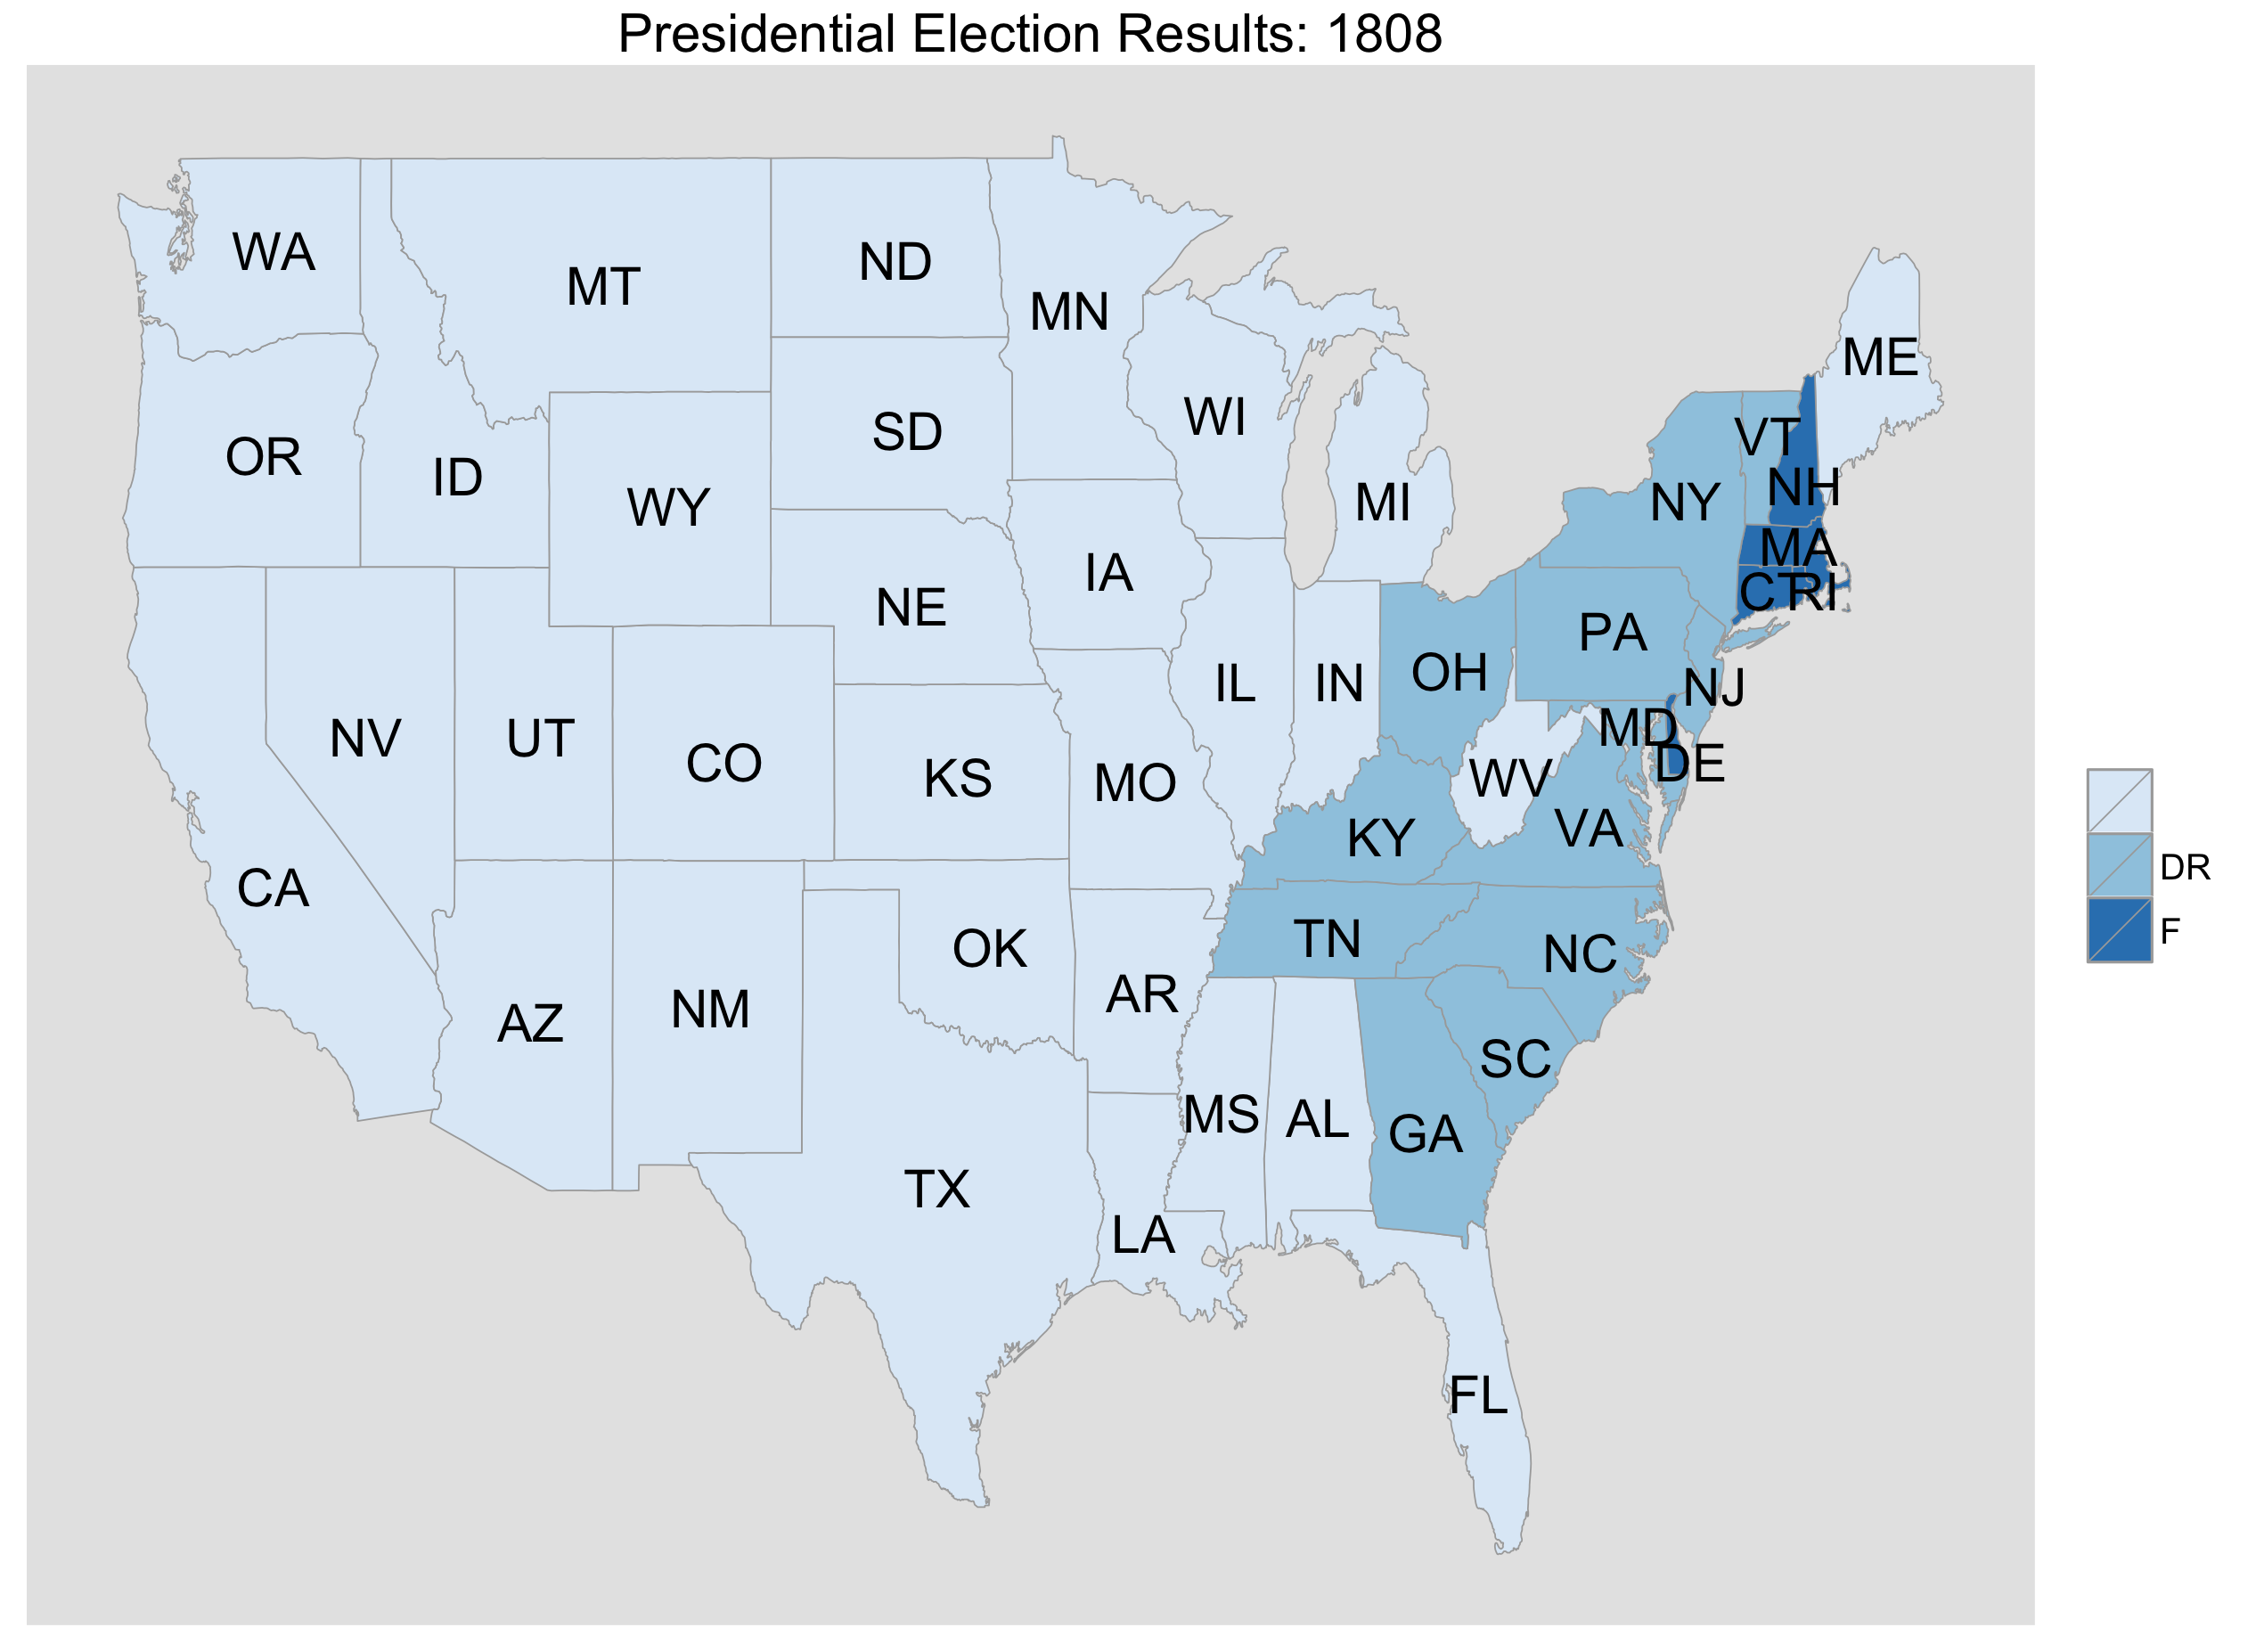 Presidential Election Results: 1808
WA
MT
ND
MN
ME
OR
ID
WY
SD
WI
MI
VT
NH
NY
MA
CT
RI
IA
NE
PA
OH
NJ
IL
IN
MD
DE
NV
UT
CO
KS
MO
WV
VA
KY
CA
OK
TN
NC
AZ
NM
AR
SC
MS
AL
GA
TX
LA
FL
DR
F